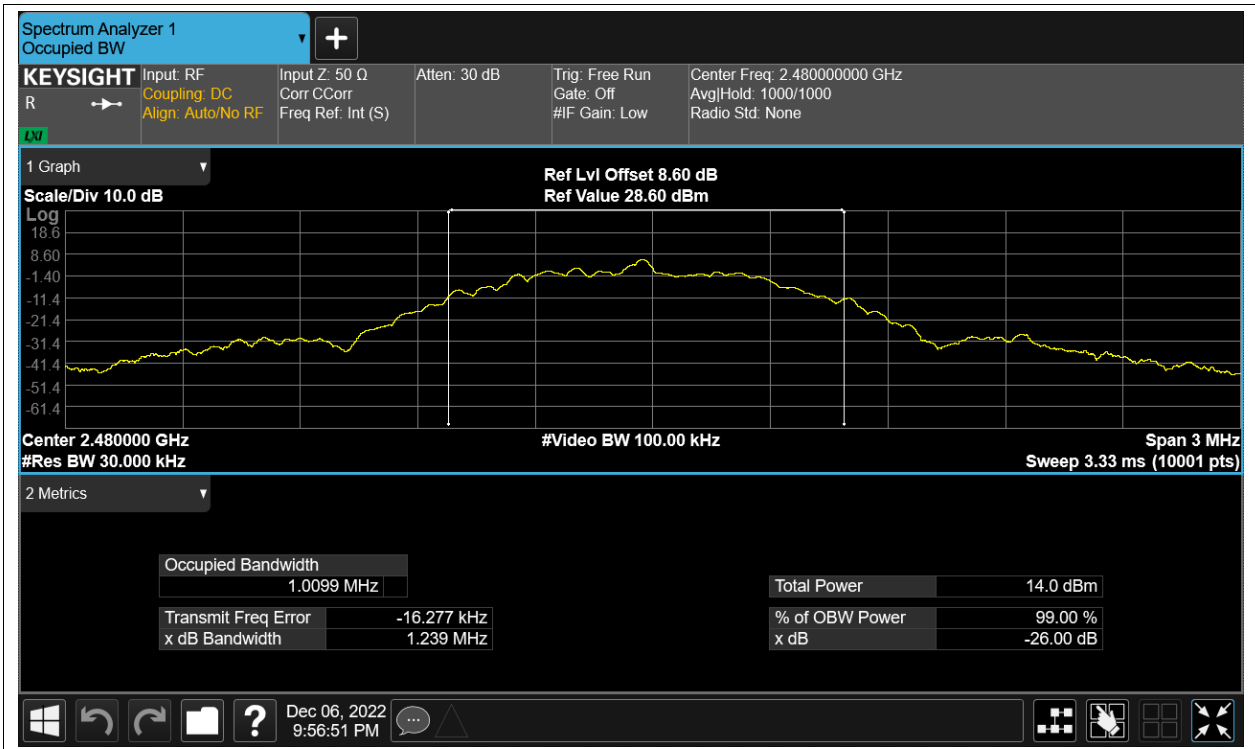 Spectrum Analyzer 1
Occupied BW
KEYSIGHT
R
LXI
Input: RF
Coupling: DC
Align: Auto/No RF
Input Z: 50 Ω
Corr CCorr
Freq Ref: Int (S)
Atten: 30 dB
Trig: Free Run
Gate: Off
#IF Gain: Low
Center Freq: 2.480000000 GHz
Avg|Hold: 1000/1000
Radio Std: None
1 Graph
Scale/Div 10.0 dB
Ref Lvl Offset 8.60 dB
Ref Value 28.60 dBm
Log
18.6
8.60
-1.40
-11.4
-21.4
-31.4
-41.4
-51.4
-61.4
Center 2.480000 GHz
#Res BW 30.000 kHz
#Video BW 100.00 kHz
Span 3 MHz
Sweep 3.33 ms (10001 pts)
2 Metrics
Occupied Bandwidth
1.0099 MHz
Transmit Freq Error -16.277 kHz
x dB Bandwidth 1.239 MHz
Total Power 14.0 dBm
% of OBW Power 99.00 %
x dB -26.00 dB
?
Dec 06, 2022
9:56:51 PM